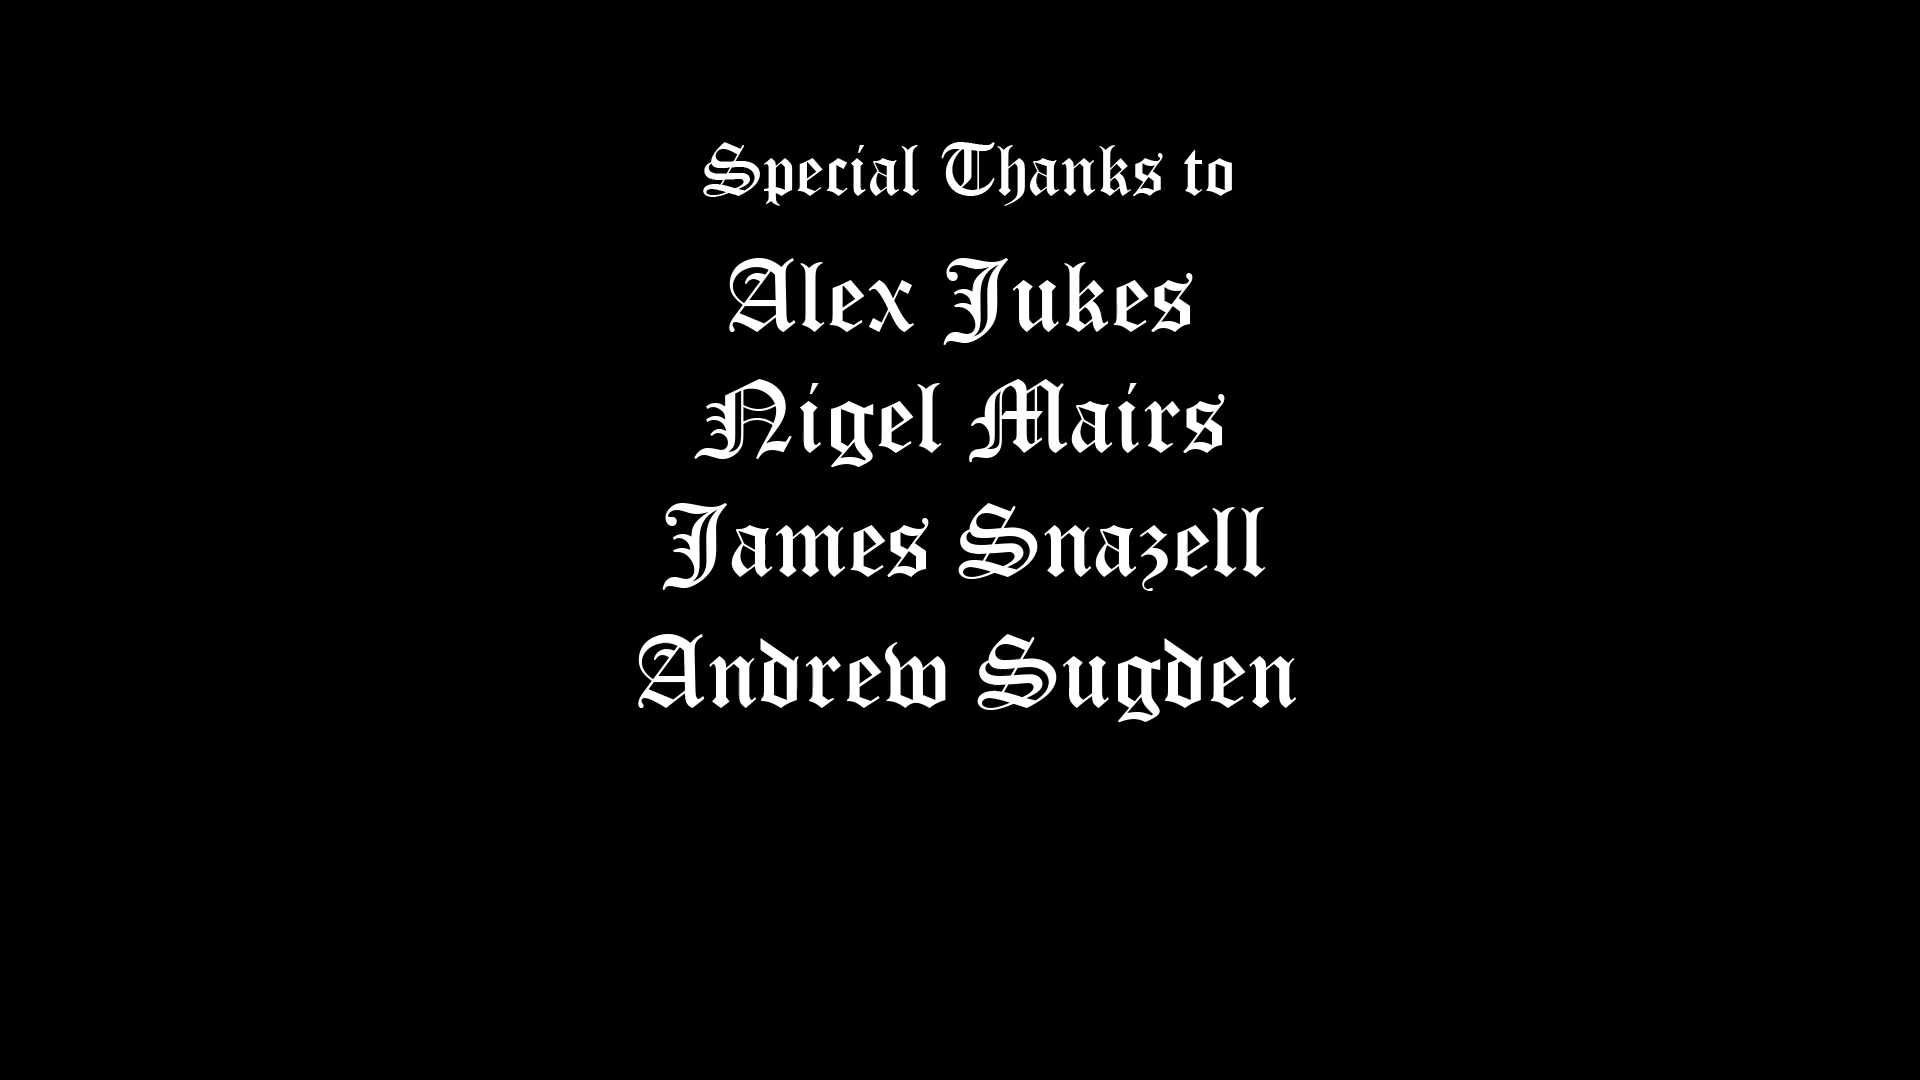 Special Thanks to
Alex Jukes
Nigel Mairs
James Snazell
Andrew Sugden